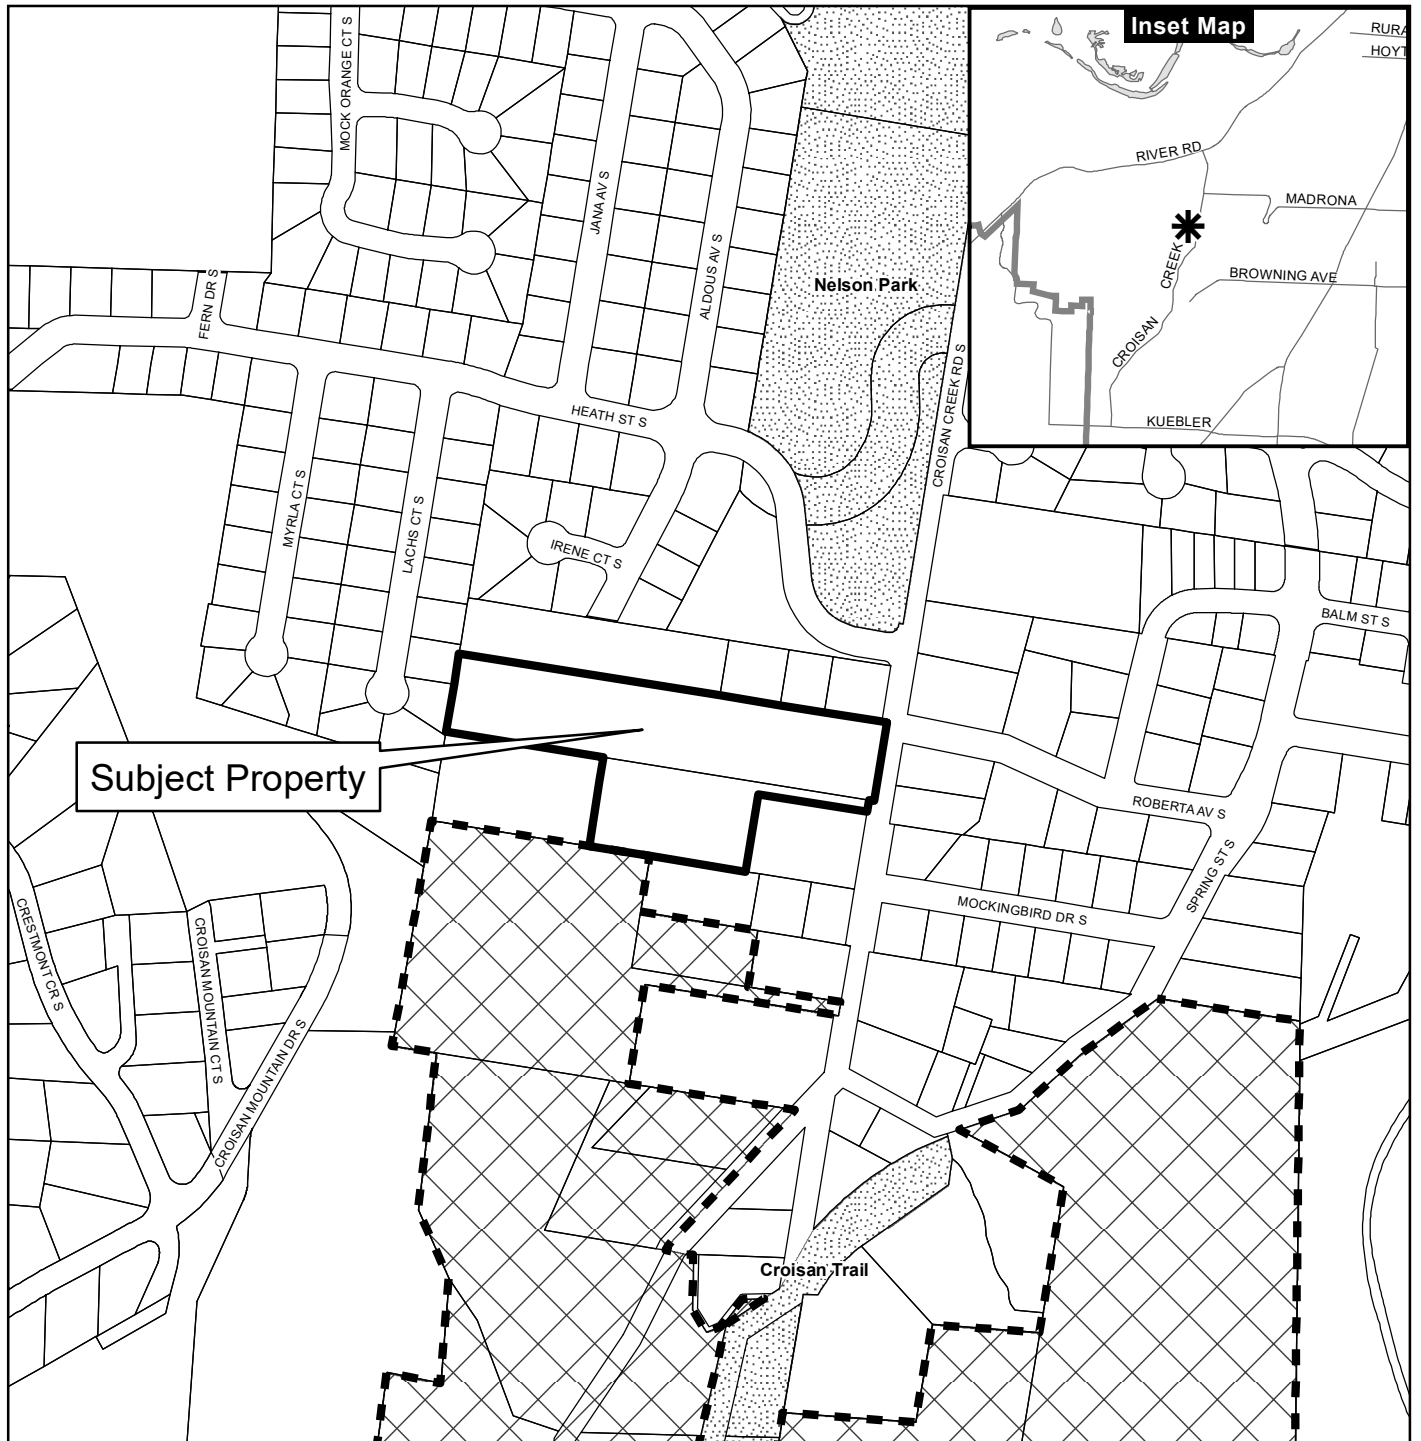 Inset Map
RURA
HOYT
RIVER RD
MADRONA
CREEK
BROWNING AVE
CROISAN
KUEBLER
MOCK ORANGE CT S
JANA AV S
ALDOUS AV S
FERN DR S
Nelson Park
CROISAN CREEK RD S
HEATH ST S
MYRLA CT S
LACHS CT S
IRENE CT S
BALM ST S
Subject Property
ROBERTA AV S
SPRING ST S
MOCKINGBIRD DR S
CRESTMONT CR S
CROISAN MOUNTAIN CT S
CROISAN MOUNTAIN DR S
Croisan Trail